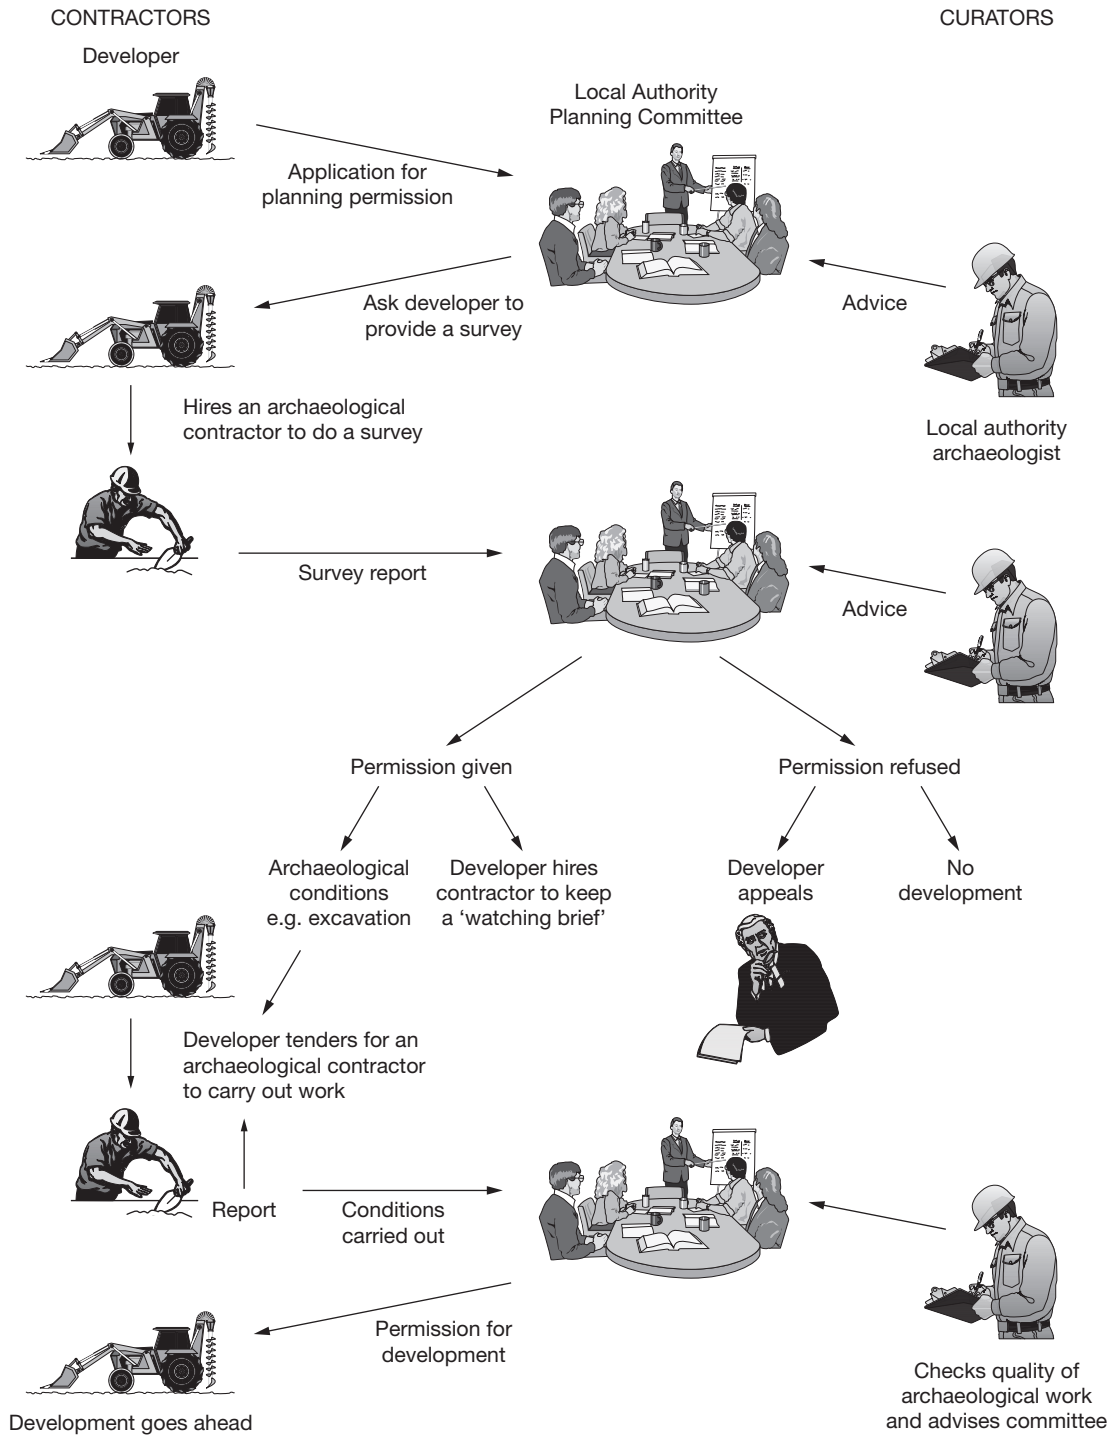 CONTRACTORS
CURATORS
Developer
Local Authority
Planning Committee
Application for
planning permission
Ask developer to
provide a survey
Advice
Hires an archaeological
contractor to do a survey
Local authority
archaeologist
Survey report
Advice
Permission given
Permission refused
Archaeological
conditions
e.g. excavation
Developer hires
contractor to keep
a ‘watching brief’
Developer
appeals
No
development
Developer tenders for an
archaeological contractor
to carry out work
Report
Conditions
carried out
Permission for
development
Checks quality of
archaeological work
and advises committee
Development goes ahead